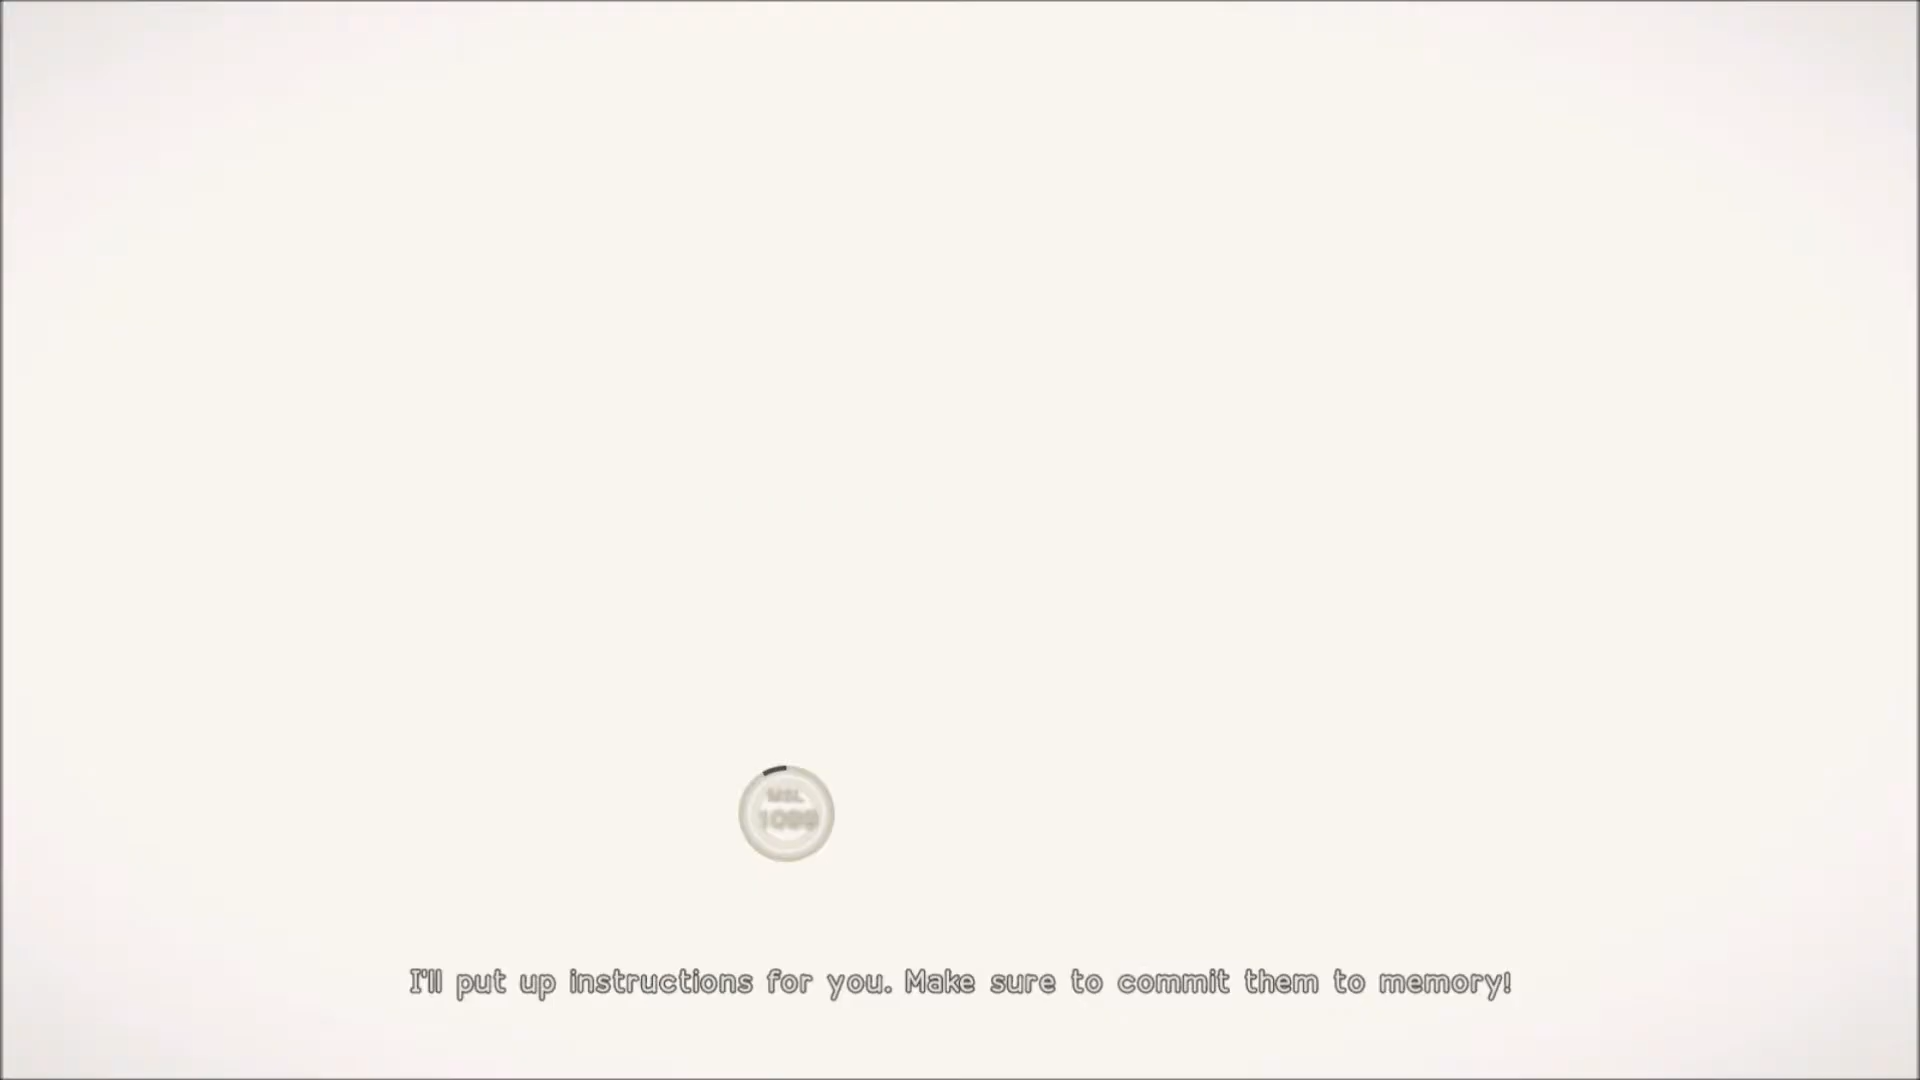 I'll put up instructions for you. Make sure to commit them to memory!